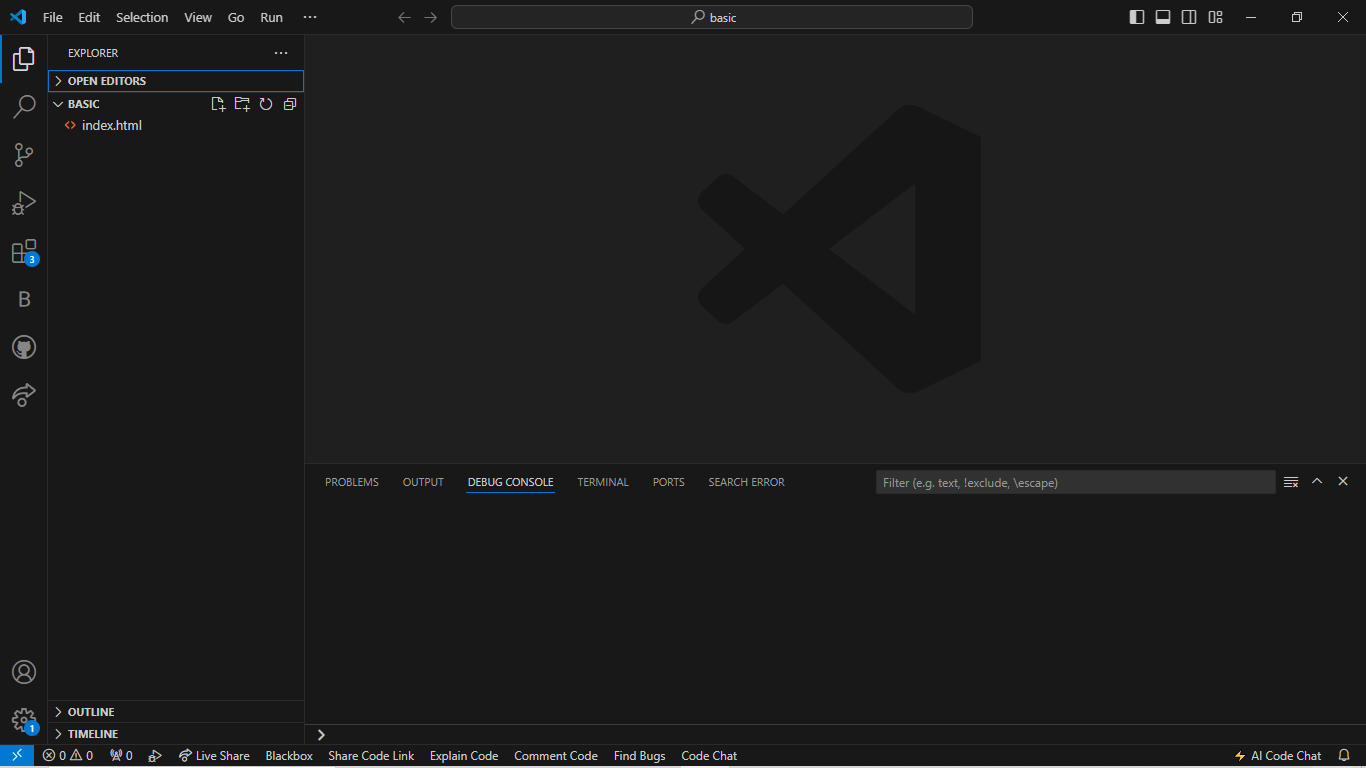 File Edit Selection View Go Run ···
basic
EXPLORER
OPEN EDITORS
BASIC
index.html
3
B
PROBLEMS OUTPUT DEBUG CONSOLE TERMINAL PORTS SEARCH ERROR
Filter (e.g. text, !exclude, \escape)
OUTLINE
1
TIMELINE
0 0 0 Live Share Blackbox Share Code Link Explain Code Comment Code Find Bugs Code Chat AI Code Chat